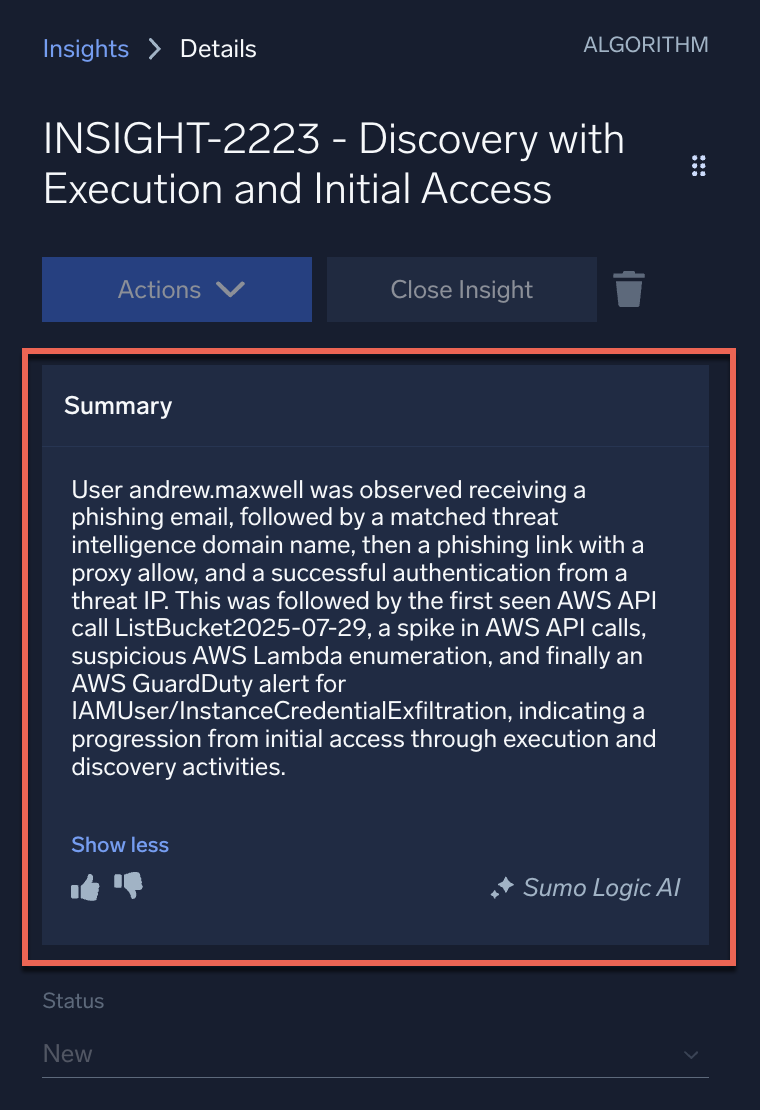 Insights > Details
ALGORITHM
INSIGHT-2223 - Discovery with
Execution and Initial Access
Actions
Close Insight
Summary
User andrew.maxwell was observed receiving a
phishing email, followed by a matched threat
intelligence domain name, then a phishing link with a
proxy allow, and a successful authentication from a
threat IP. This was followed by the first seen AWS API
call ListBucket2025-07-29, a spike in AWS API calls,
suspicious AWS Lambda enumeration, and finally an
AWS GuardDuty alert for
IAMUser/InstanceCredentialExfiltration, indicating a
progression from initial access through execution and
discovery activities.
Show less
Sumo Logic AI
Status
New